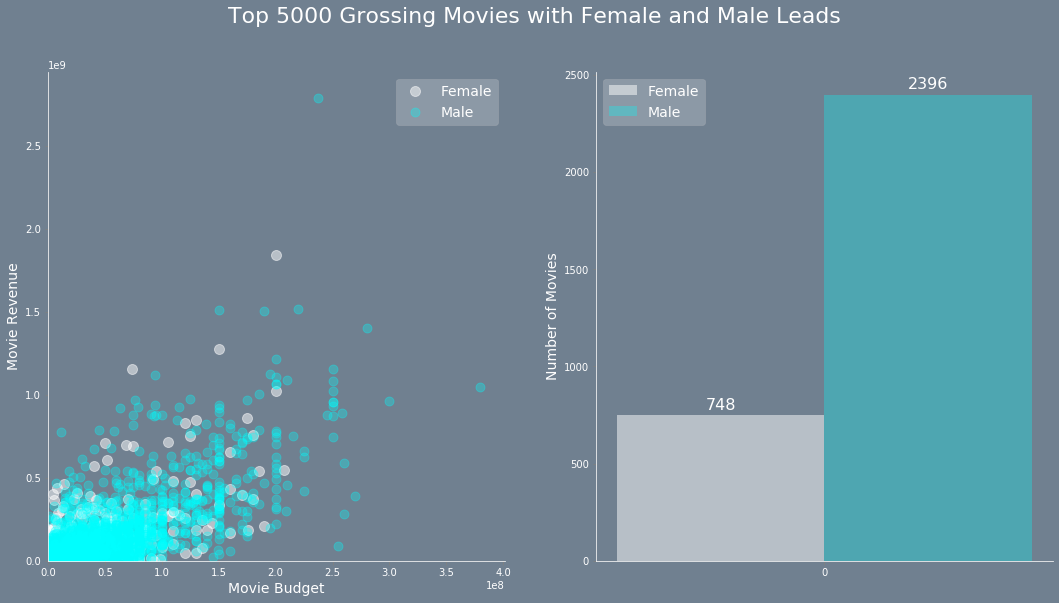 Top 5000 Grossing Movies with Female and Male Leads
1e9
Female
Male
2.5
2.0
1.5
1.0
0.5
0.0
Movie Revenue
0.0 0.5 1.0 1.5 2.0 2.5 3.0 3.5 4.0
1e8
Movie Budget
Female
Male
2396
748
2500
2000
1500
1000
500
0
Number of Movies
0